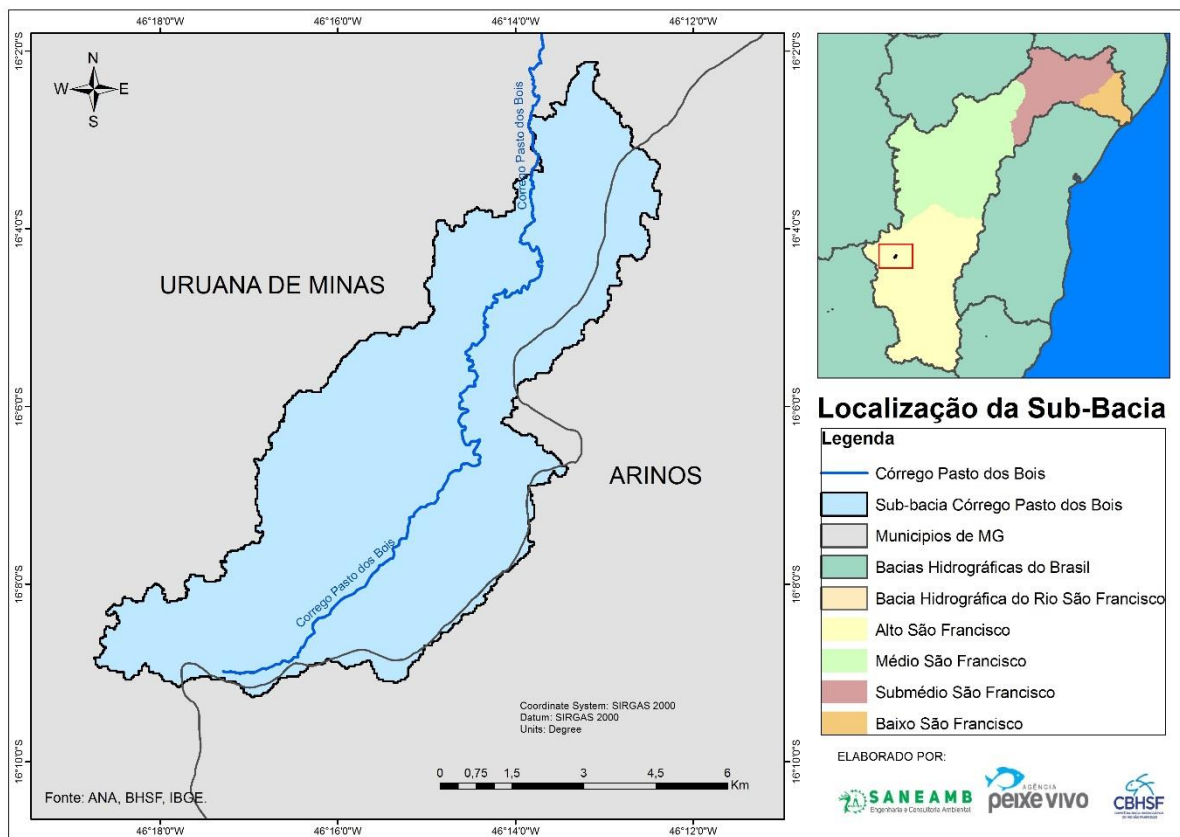 46°18'0"W
46°16'0"W
46°14'0"W
46°12'0"W
16°2'0"S
16°4'0"S
16°6'0"S
16°8'0"S
16°10'0"S
N
W
E
S
Córrego Pasto dos Bois
URUANA DE MINAS
ARINOS
Corrego Pasto dos Bois
Coordinate System: SIRGAS 2000
Datum: SIRGAS 2000
Units: Degree
0 0,75 1,5 3 4,5 6
Km
Fonte: ANA, BHSF, IBGE.
46°18'0"W
46°16'0"W
46°14'0"W
46°12'0"W
16°2'0"S
16°4'0"S
16°6'0"S
16°8'0"S
16°10'0"S
Localização da Sub-Bacia
Legenda
Córrego Pasto dos Bois
Sub-bacia Córrego Pasto dos Bois
Municipios de MG
Bacias Hidrográficas do Brasil
Bacia Hidrográfica do Rio São Francisco
Alto São Francisco
Médio São Francisco
Submédio São Francisco
Baixo São Francisco
ELABORADO POR:
SANEAMB
Engenharia e Consultoria Ambiental
AGÊNCIA
peixe vivo
CBHSF